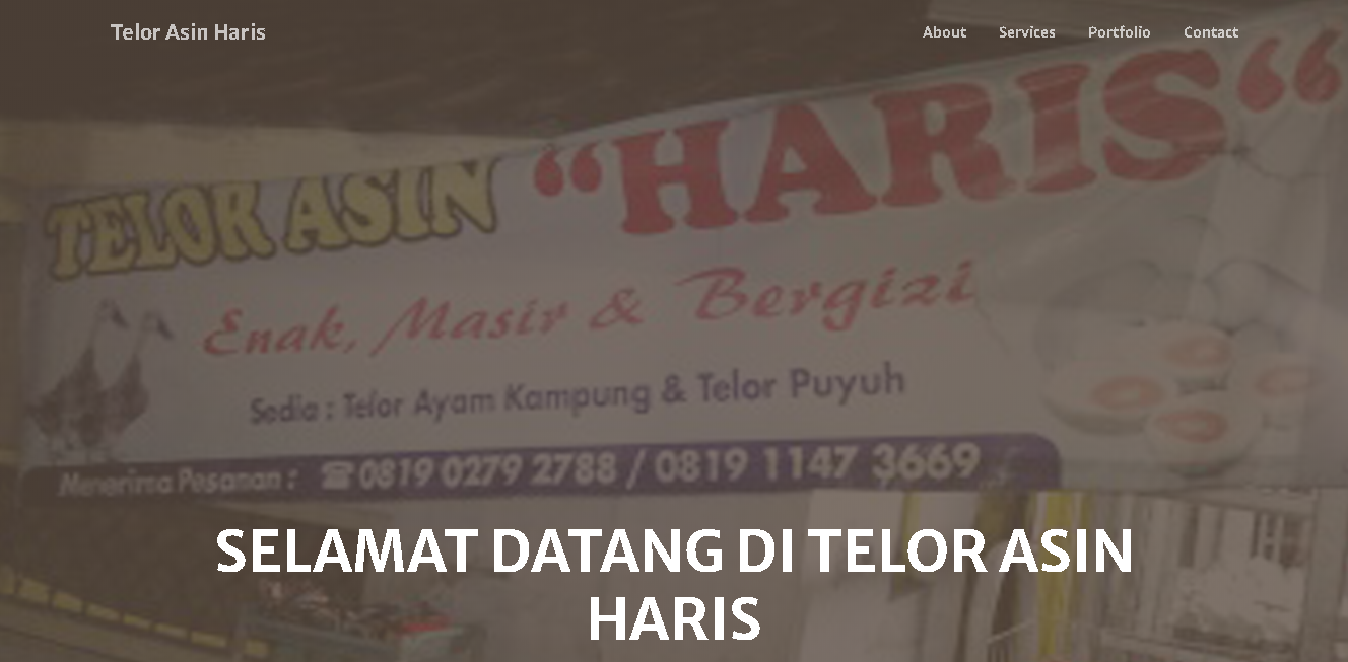 Telor Asin Haris
About Services Portfolio Contact
TELOR ASIN "HARIS"
Enak, Masir & Bergizi
Sedia : Telor Ayam Kampung & Telor Puyuh
Menerima Pesanan : ☎ 0819 0279 2788 / 0819 1147 3669
SELAMAT DATANG DI TELOR ASIN
HARIS